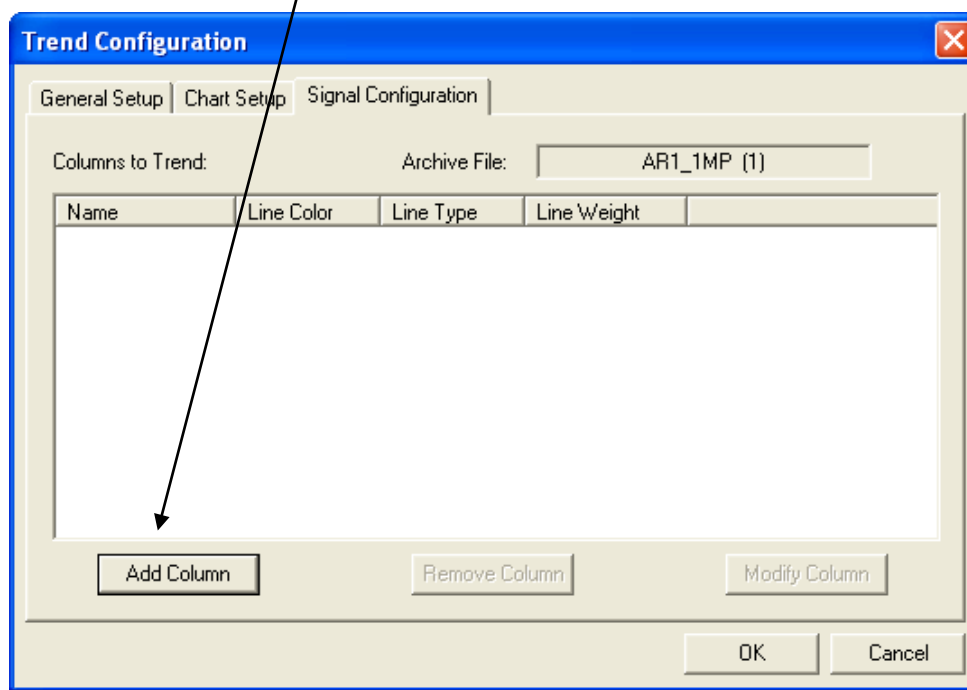 Trend Configuration
General Setup Chart Setup Signal Configuration
Columns to Trend: Archive File: AR1_1MP (1)
Name Line Color Line Type Line Weight
Add Column Remove Column Modify Column
OK Cancel